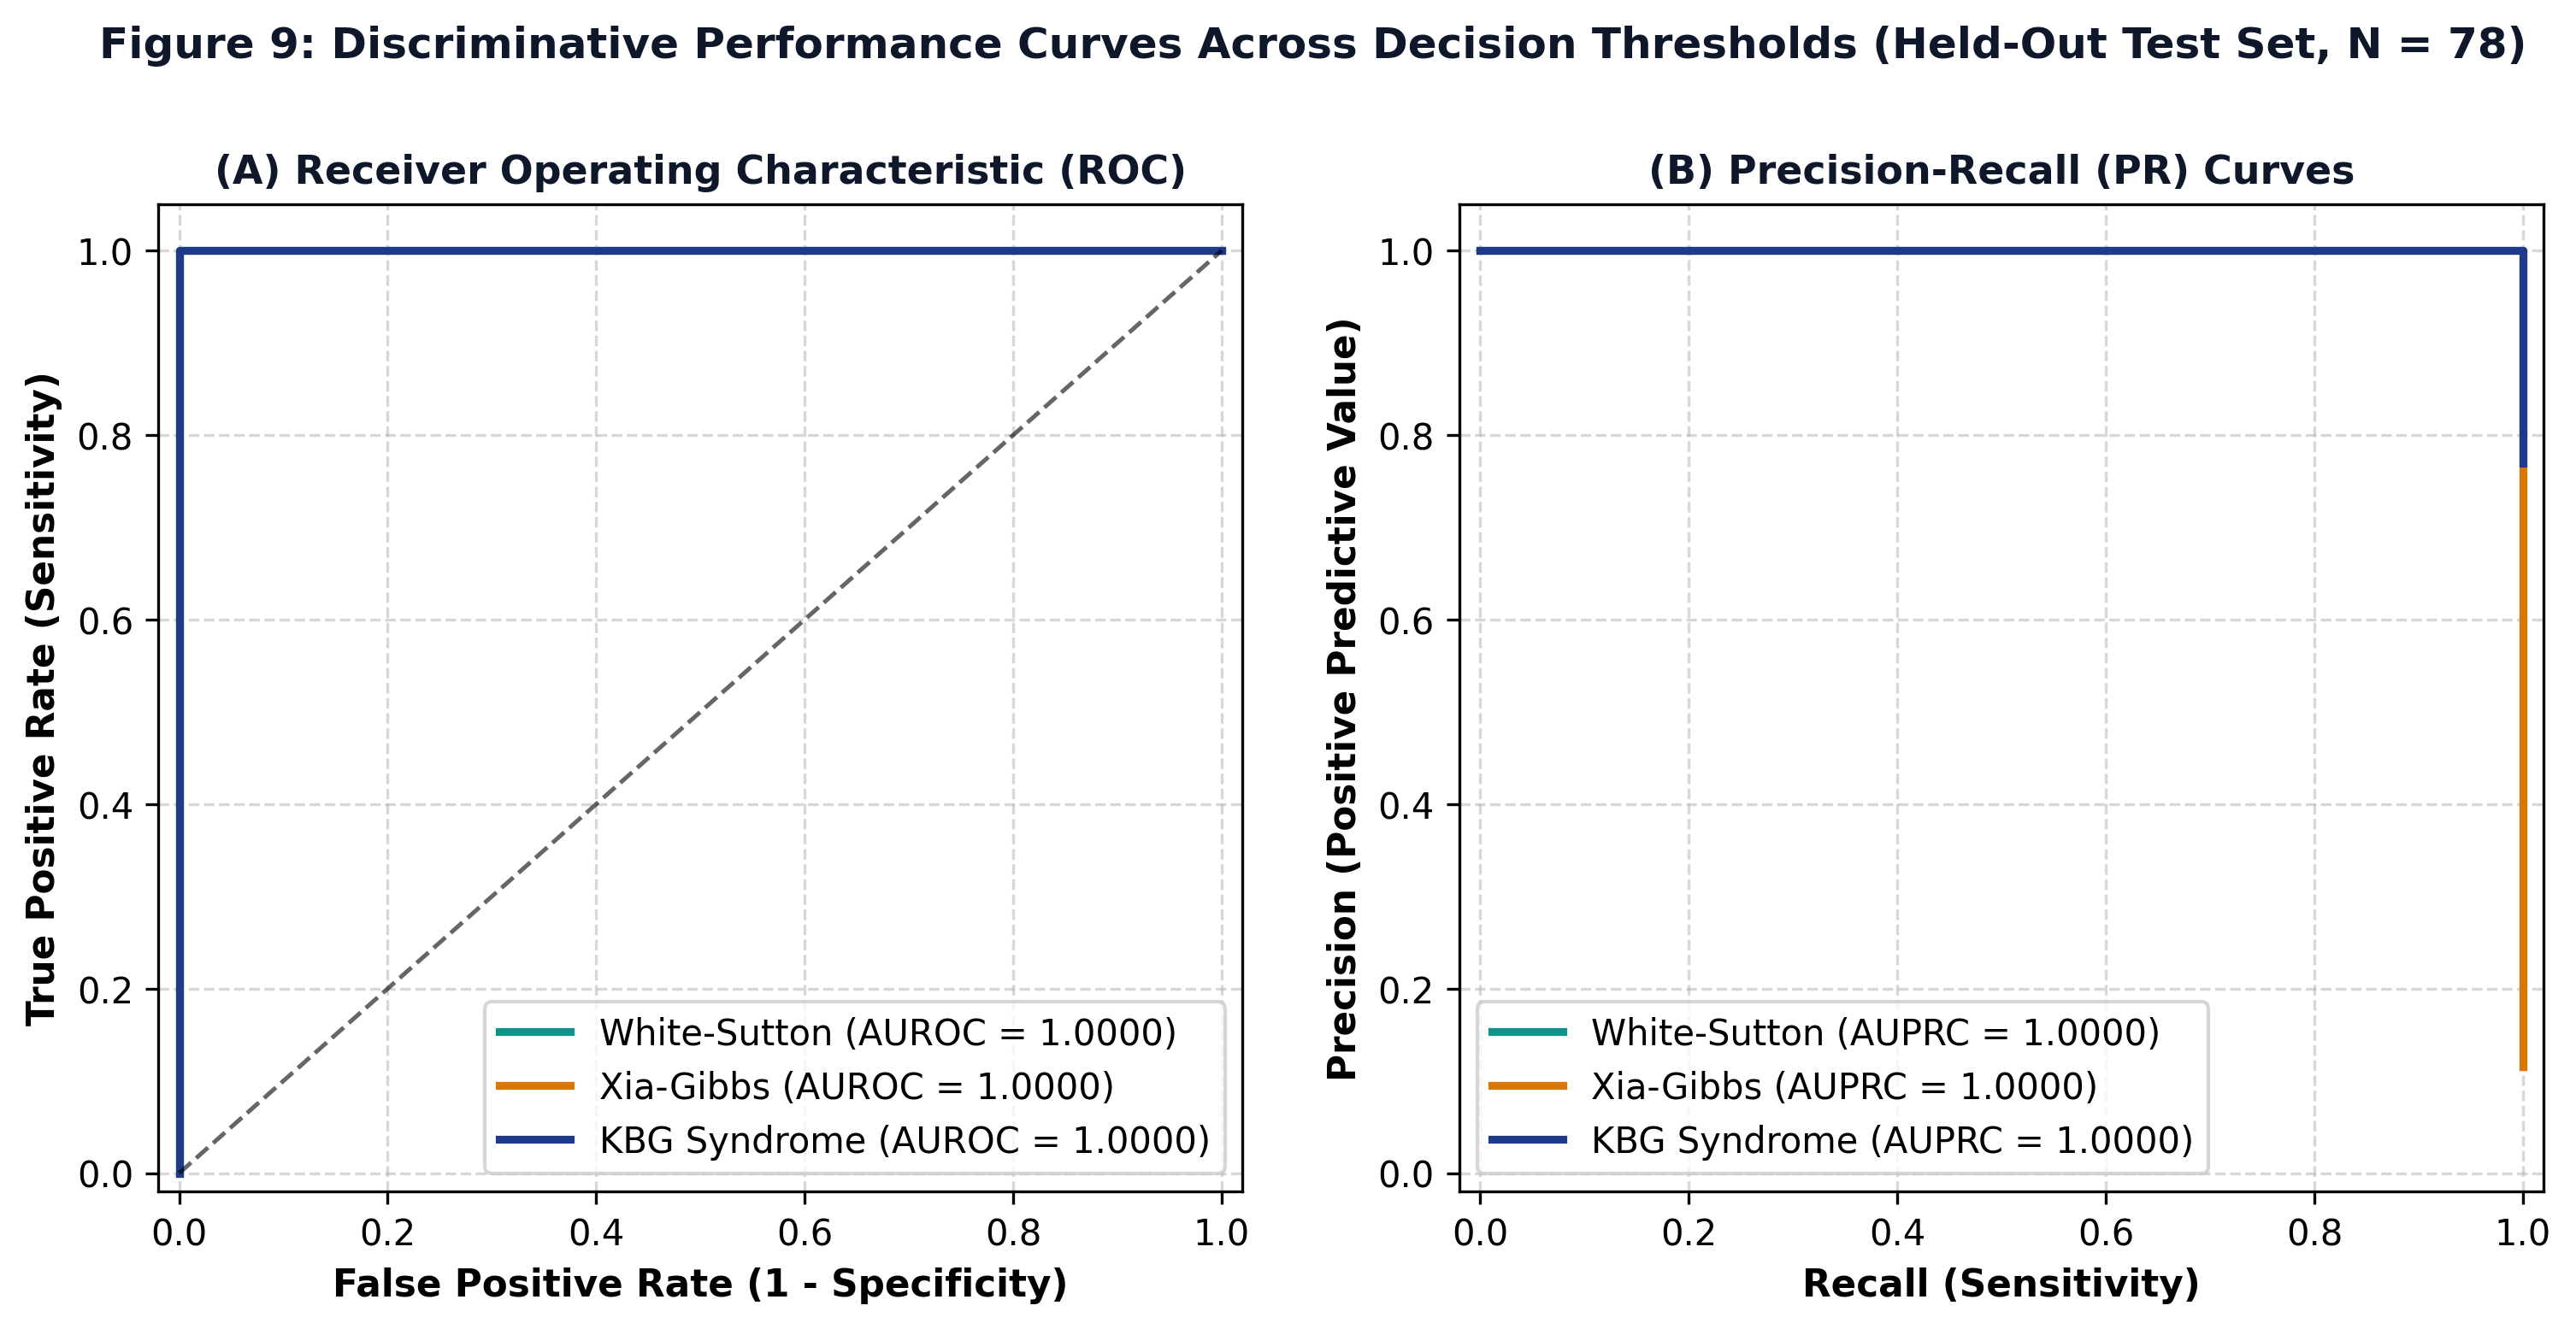 Figure 9: Discriminative Performance Curves Across Decision Thresholds (Held-Out Test Set, N = 78)
(A) Receiver Operating Characteristic (ROC)
True Positive Rate (Sensitivity)
1.0
0.8
0.6
0.4
0.2
0.0
White-Sutton (AUROC = 1.0000)
Xia-Gibbs (AUROC = 1.0000)
KBG Syndrome (AUROC = 1.0000)
0.0 0.2 0.4 0.6 0.8 1.0
False Positive Rate (1 - Specificity)
(B) Precision-Recall (PR) Curves
Precision (Positive Predictive Value)
1.0
0.8
0.6
0.4
0.2
0.0
White-Sutton (AUPRC = 1.0000)
Xia-Gibbs (AUPRC = 1.0000)
KBG Syndrome (AUPRC = 1.0000)
0.0 0.2 0.4 0.6 0.8 1.0
Recall (Sensitivity)